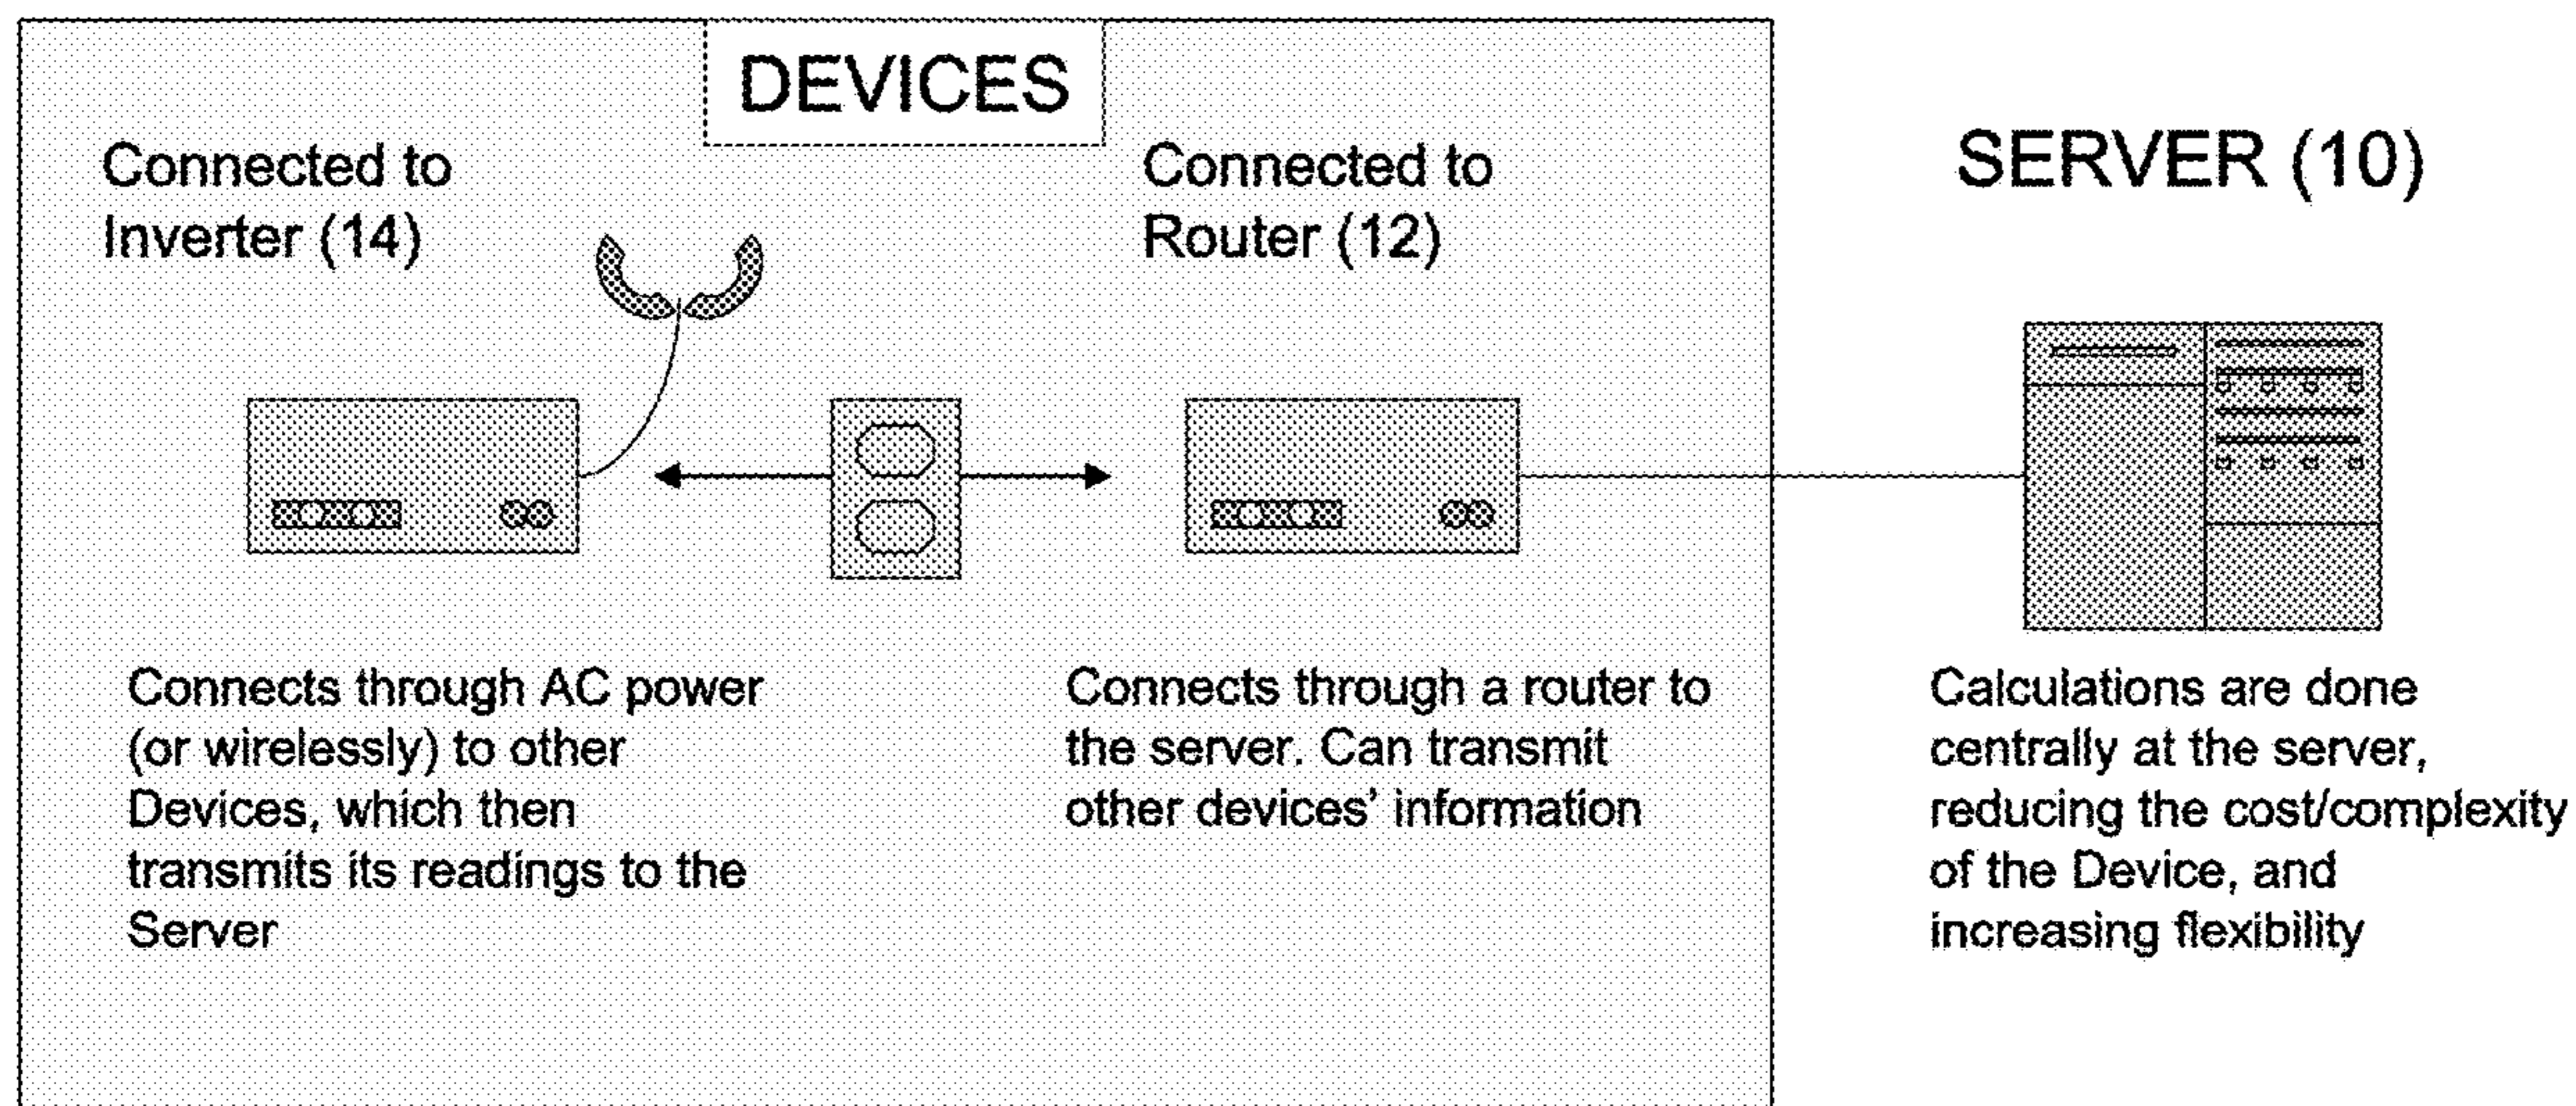 DEVICES
Connected to
Inverter (14)
Connected to
Router (12)
SERVER (10)
Connects through AC power
(or wirelessly) to other
Devices, which then
transmits its readings to the
Server
Connects through a router to
the server. Can transmit
other devices’ information
Calculations are done
centrally at the server,
reducing the cost/complexity
of the Device, and
increasing flexibility